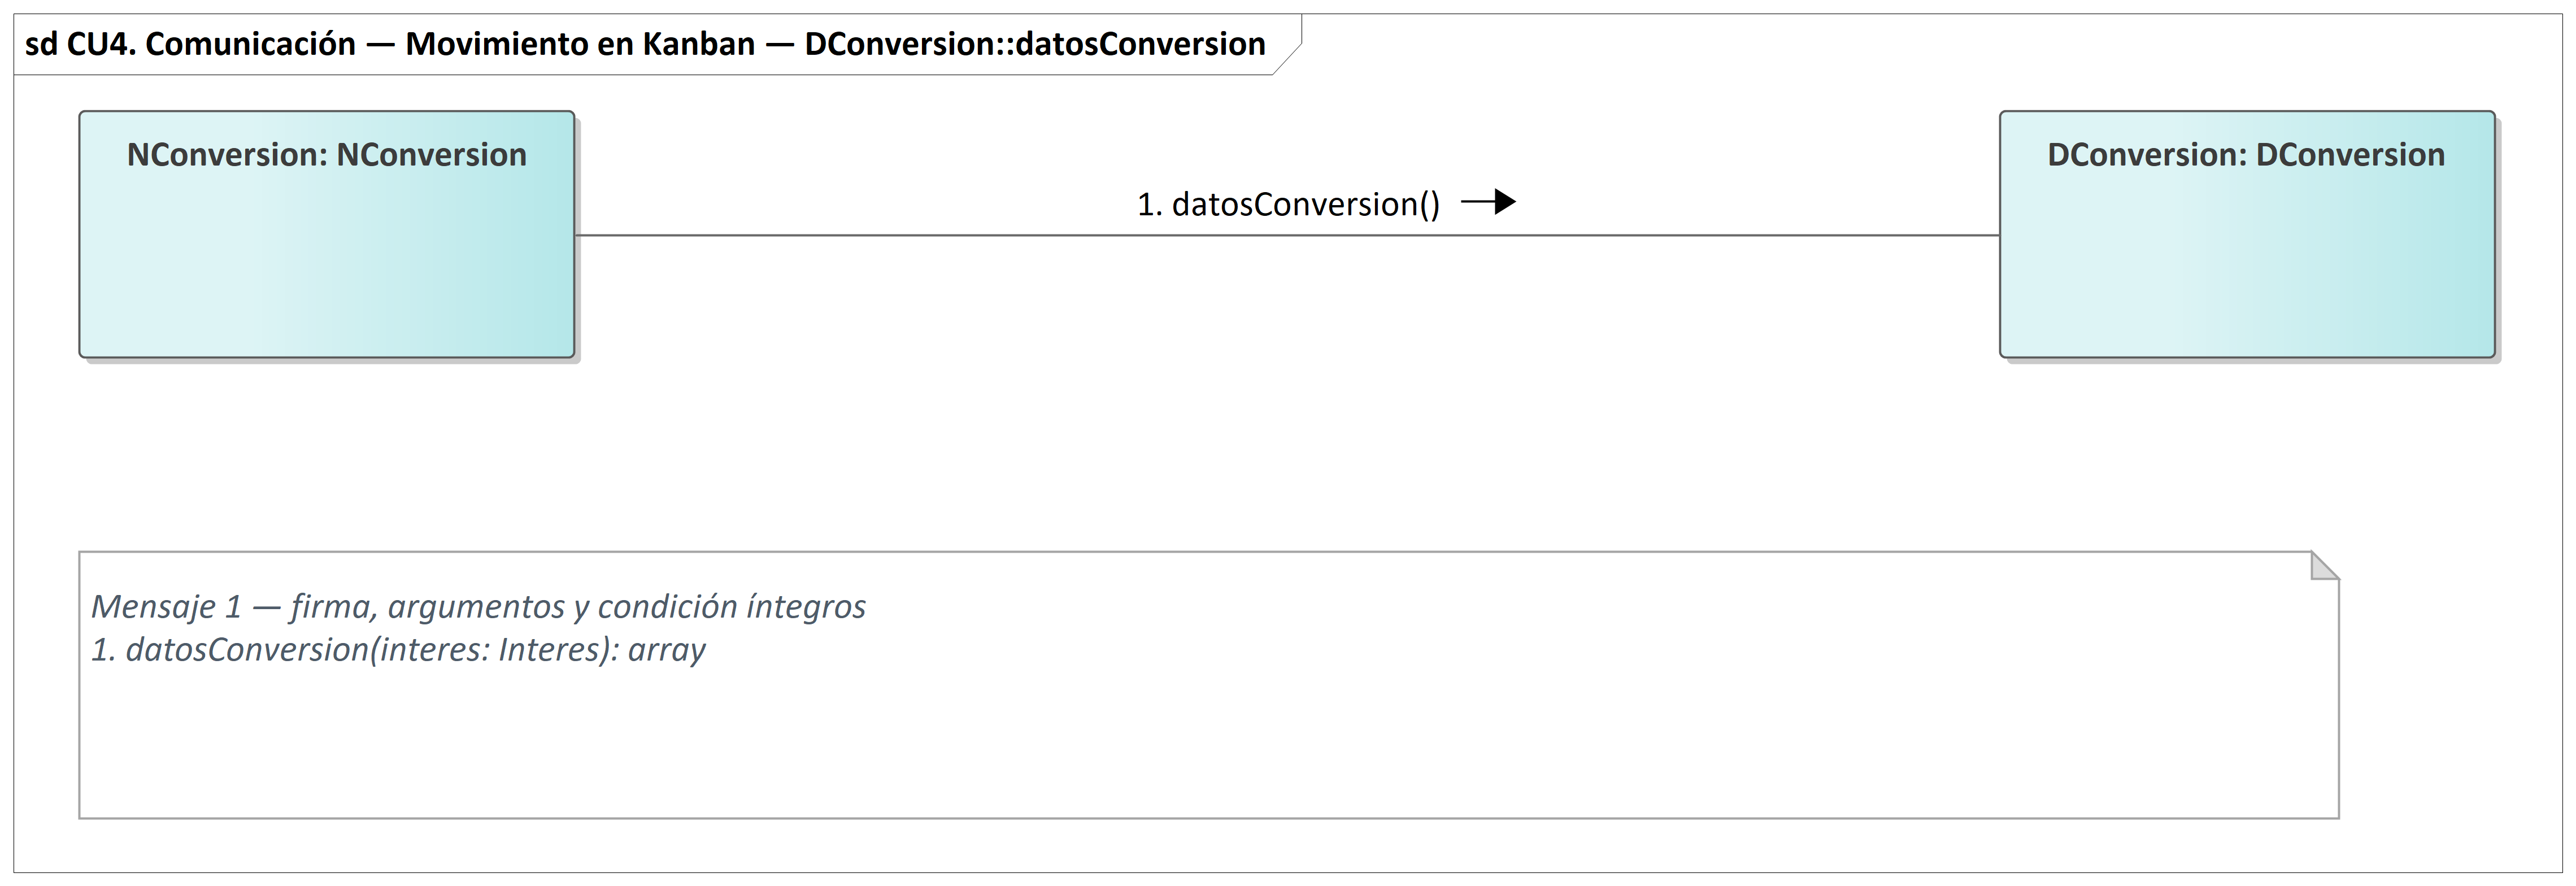 sd CU4. Comunicación — Movimiento en Kanban — DConversion::datosConversion
NConversion: NConversion
DConversion: DConversion
1. datosConversion()
Mensaje 1 — firma, argumentos y condición íntegros
1. datosConversion(interes: Interes): array